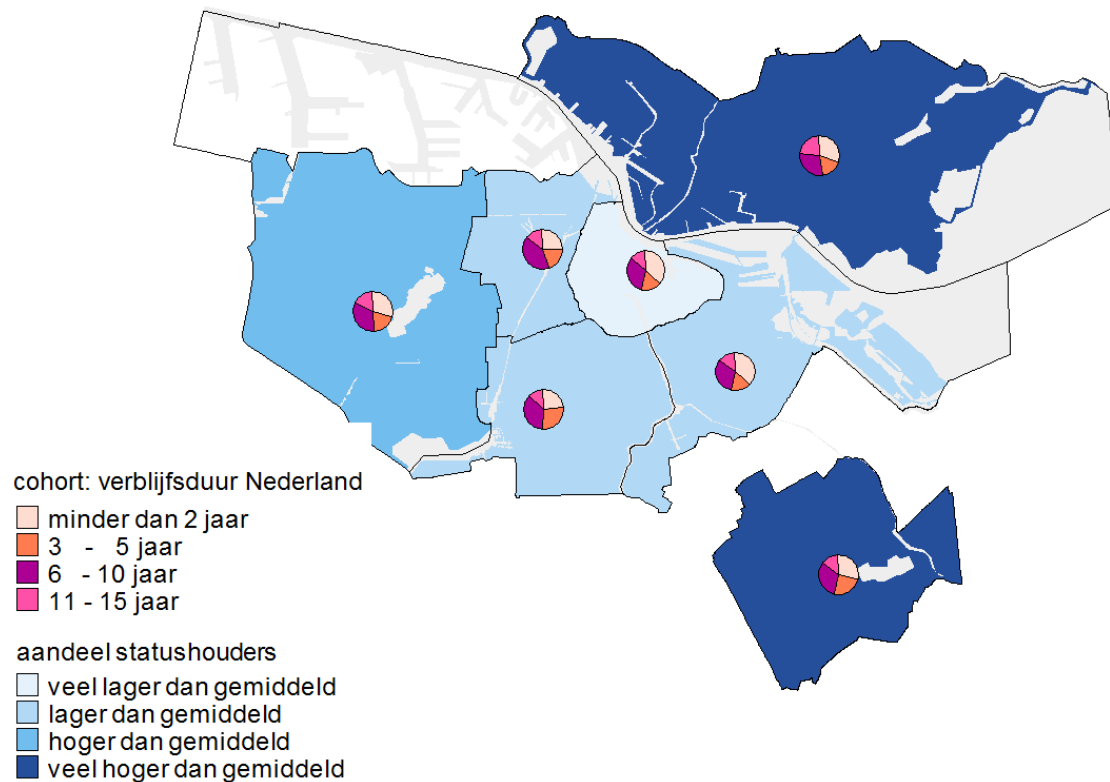 cohort: verblijfsduur Nederland
minder dan 2 jaar
3 - 5 jaar
6 - 10 jaar
11 - 15 jaar
aandeel statushouders
veel lager dan gemiddeld
lager dan gemiddeld
hoger dan gemiddeld
veel hoger dan gemiddeld